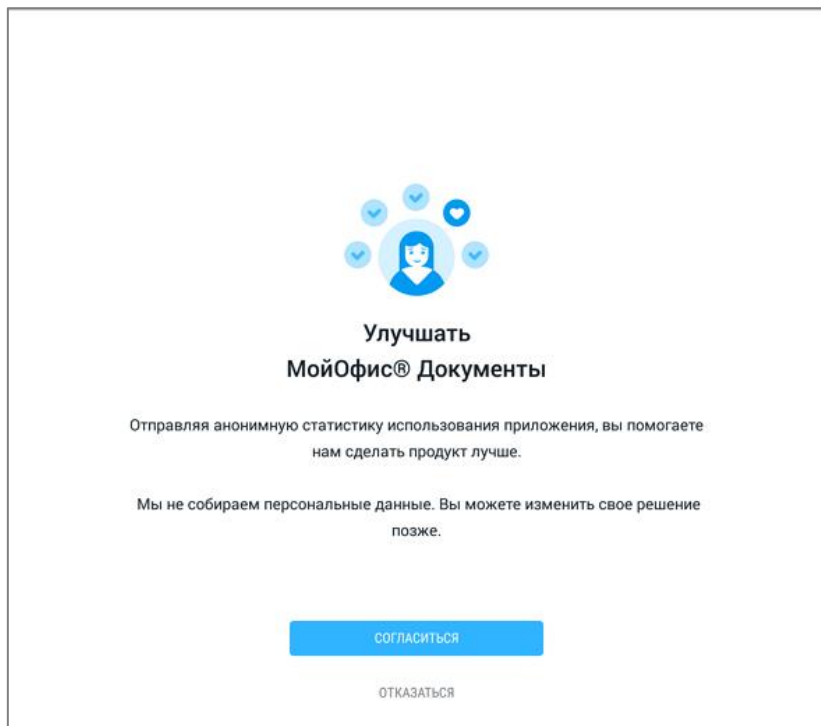 Улучшать
МойОфис® Документы
Отправляя анонимную статистику использования приложения, вы помогаете
нам сделать продукт лучше.
Мы не собираем персональные данные. Вы можете изменить свое решение
позже.
СОГЛАСИТЬСЯ
ОТКАЗАТЬСЯ